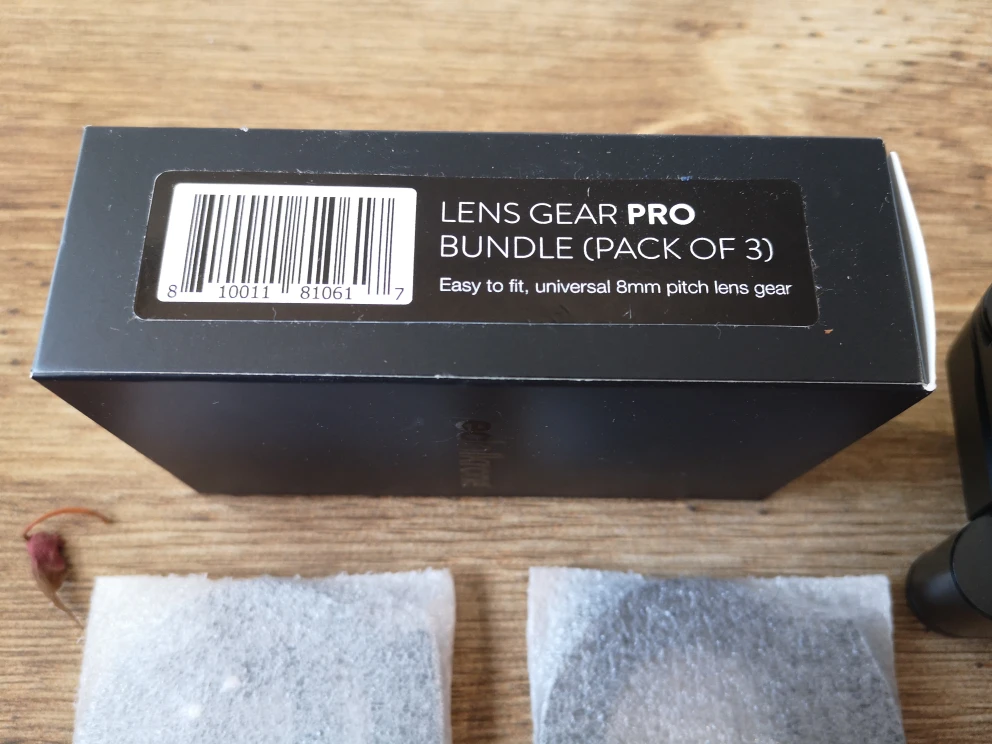 LENS GEAR PRO
BUNDLE (PACK OF 3)
Easy to fit, universal 8mm pitch lens gear
8 10011 81061 7
edelkrone